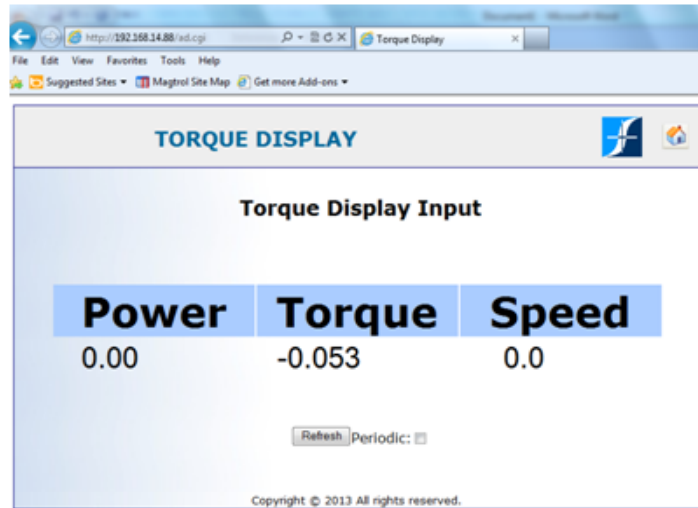 http://192.168.14.88/ad.cgi
Torque Display
File Edit View Favorites Tools Help
Suggested Sites Magtrol Site Map Get more Add-ons
TORQUE DISPLAY
Torque Display Input
Power Torque Speed
0.00 -0.053 0.0
Refresh Periodic:
Copyright © 2013 All rights reserved.